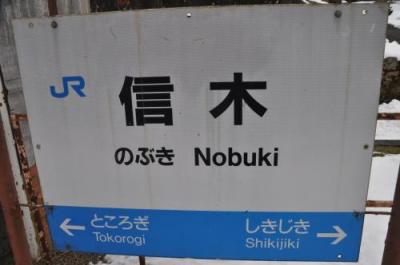 JR
信木
のぶき Nobuki
← ところぎ しきじき →
Tokorogi Shikijiki